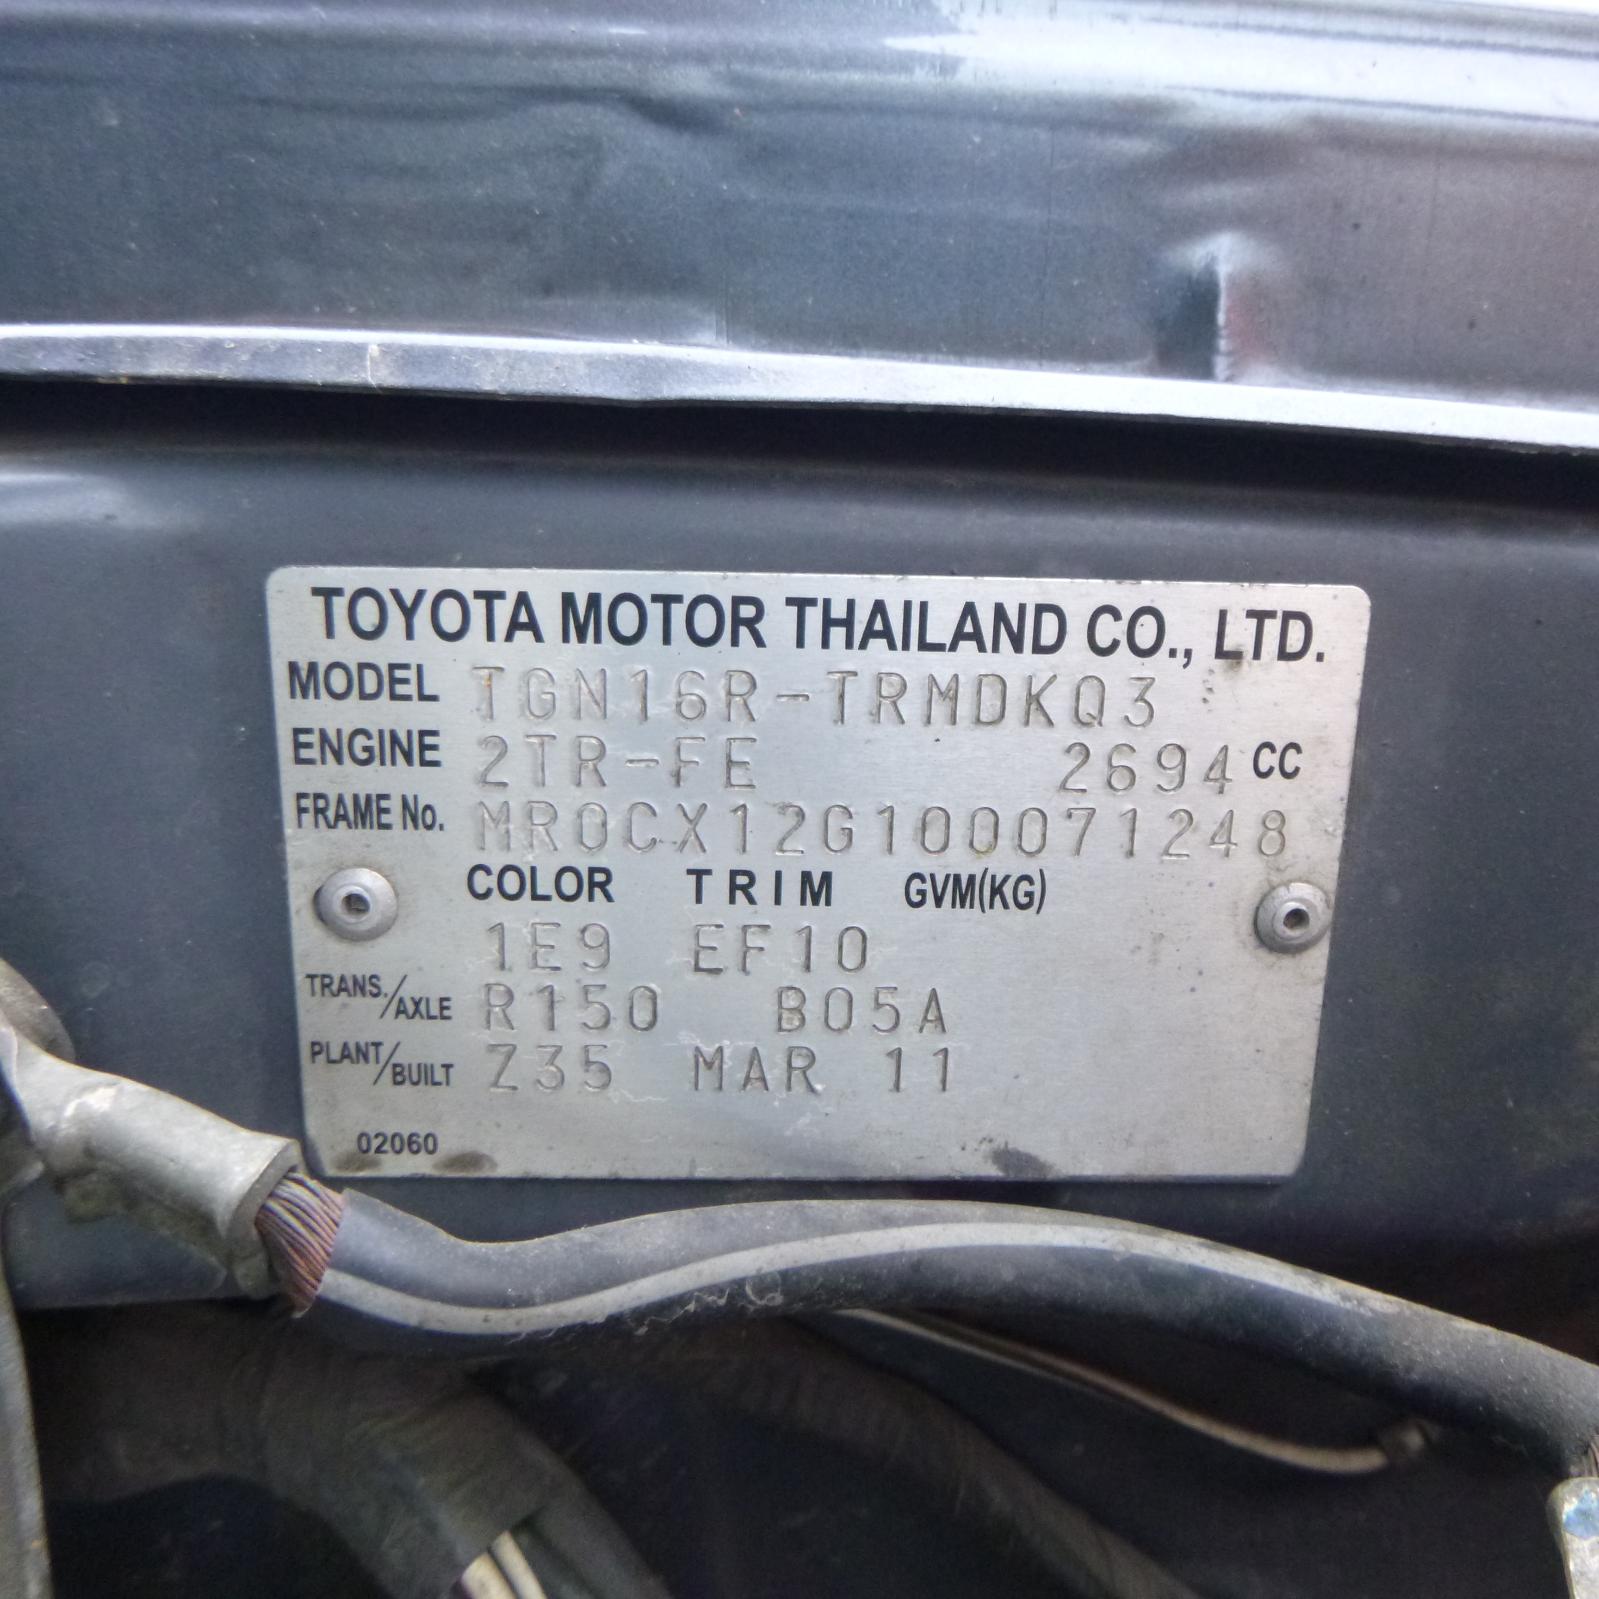 TOYOTA MOTOR THAILAND CO., LTD.
MODEL TGN16R-TRMDKQ3
ENGINE 2TR-FE 2694 CC
FRAME No. MR0CX12G100071248
COLOR TRIM GVM(KG)
1E9 EF10
TRANS./AXLE R150 B05A
PLANT/BUILT Z35 MAR 11
02060